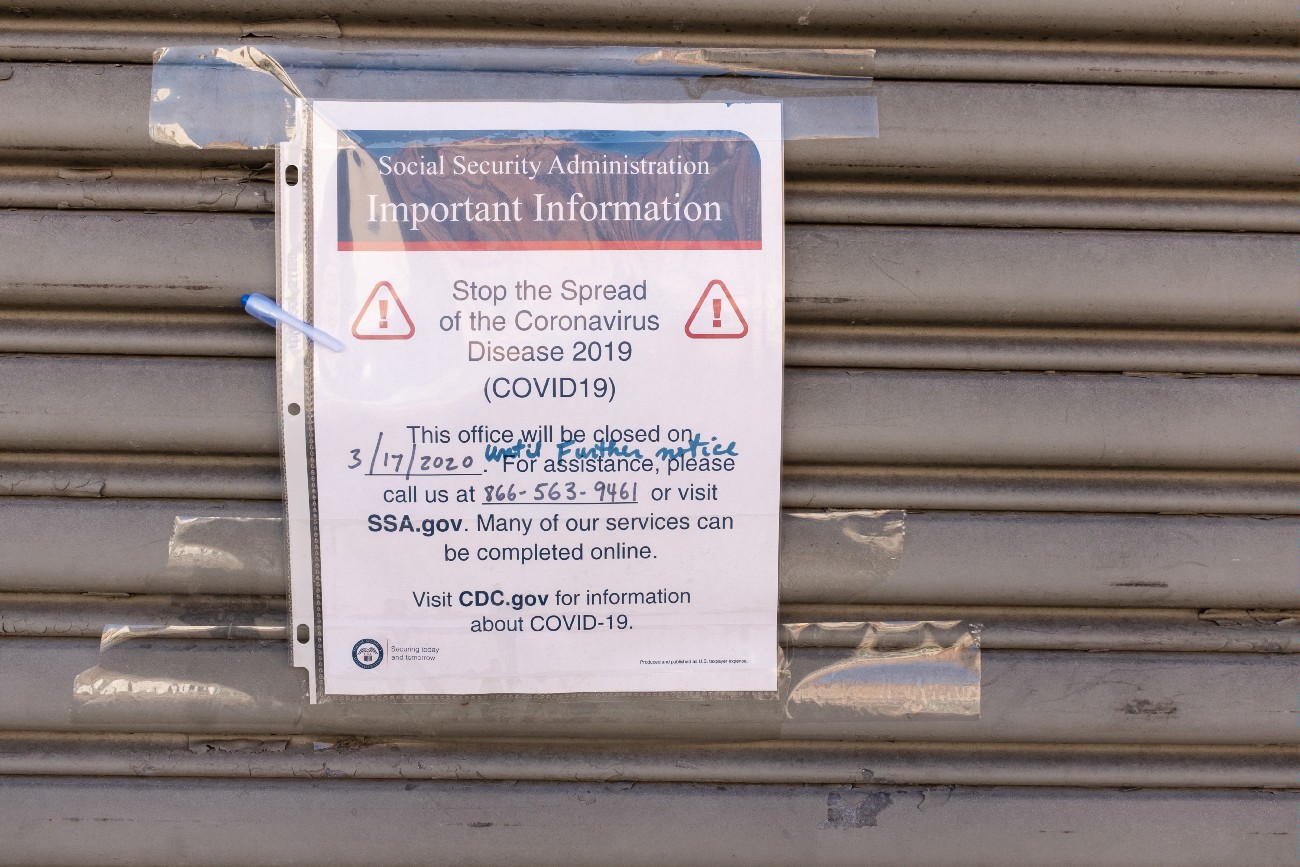 Social Security Administration
Important Information
Stop the Spread
of the Coronavirus
Disease 2019
(COVID19)
This office will be closed on
3/17/2020. until Further notice For assistance, please
call us at 866-563-9461 or visit
SSA.gov. Many of our services can
be completed online.
Visit CDC.gov for information
about COVID-19.
Securing today
and tomorrow
Produced and published at U.S. taxpayer expense.